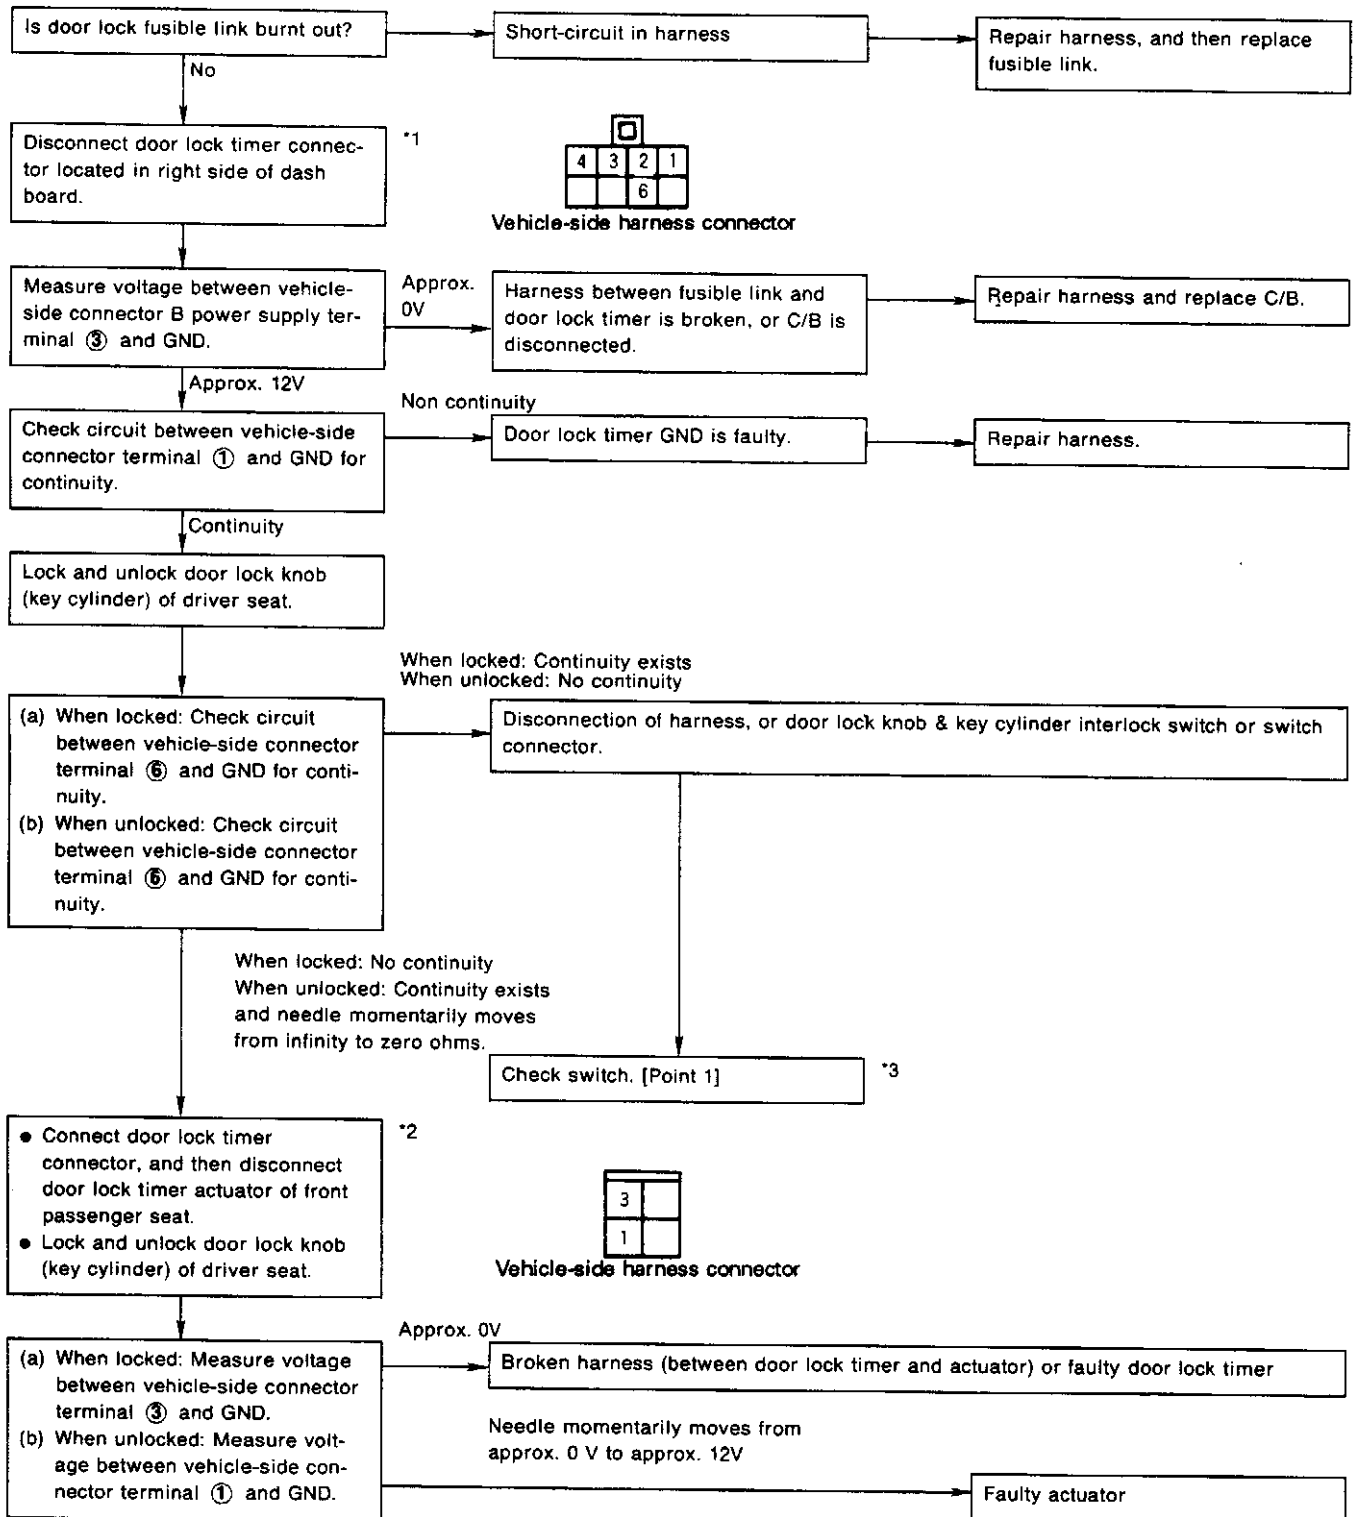 Is door lock fusible link burnt out?
Short-circuit in harness
Repair harness, and then replace
fusible link.
No
Disconnect door lock timer connec-
tor located in right side of dash
board.
*1
4 3 2 1
6
Vehicle-side harness connector
Measure voltage between vehicle-
side connector B power supply ter-
minal ③ and GND.
Approx.
0V
Harness between fusible link and
door lock timer is broken, or C/B is
disconnected.
Repair harness and replace C/B.
Approx. 12V
Check circuit between vehicle-side
connector terminal ① and GND for
continuity.
Non continuity
Door lock timer GND is faulty.
Repair harness.
Continuity
Lock and unlock door lock knob
(key cylinder) of driver seat.
When locked: Continuity exists
When unlocked: No continuity
(a) When locked: Check circuit
between vehicle-side connector
terminal ⑥ and GND for conti-
nuity.
(b) When unlocked: Check circuit
between vehicle-side connector
terminal ⑥ and GND for conti-
nuity.
Disconnection of harness, or door lock knob & key cylinder interlock switch or switch
connector.
When locked: No continuity
When unlocked: Continuity exists
and needle momentarily moves
from infinity to zero ohms.
Check switch. [Point 1]
*3
● Connect door lock timer
connector, and then disconnect
door lock timer actuator of front
passenger seat.
● Lock and unlock door lock knob
(key cylinder) of driver seat.
*2
3
1
Vehicle-side harness connector
(a) When locked: Measure voltage
between vehicle-side connector
terminal ③ and GND.
(b) When unlocked: Measure volt-
age between vehicle-side con-
nector terminal ① and GND.
Approx. 0V
Broken harness (between door lock timer and actuator) or faulty door lock timer
Needle momentarily moves from
approx. 0 V to approx. 12V
Faulty actuator